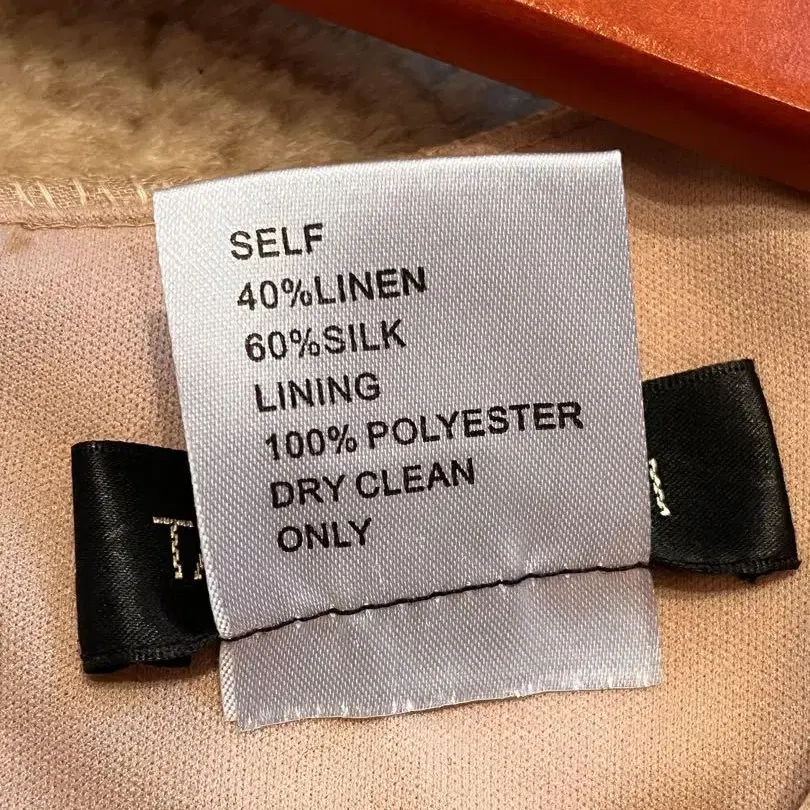 SELF
40%LINEN
60%SILK
LINING
100% POLYESTER
DRY CLEAN
ONLY